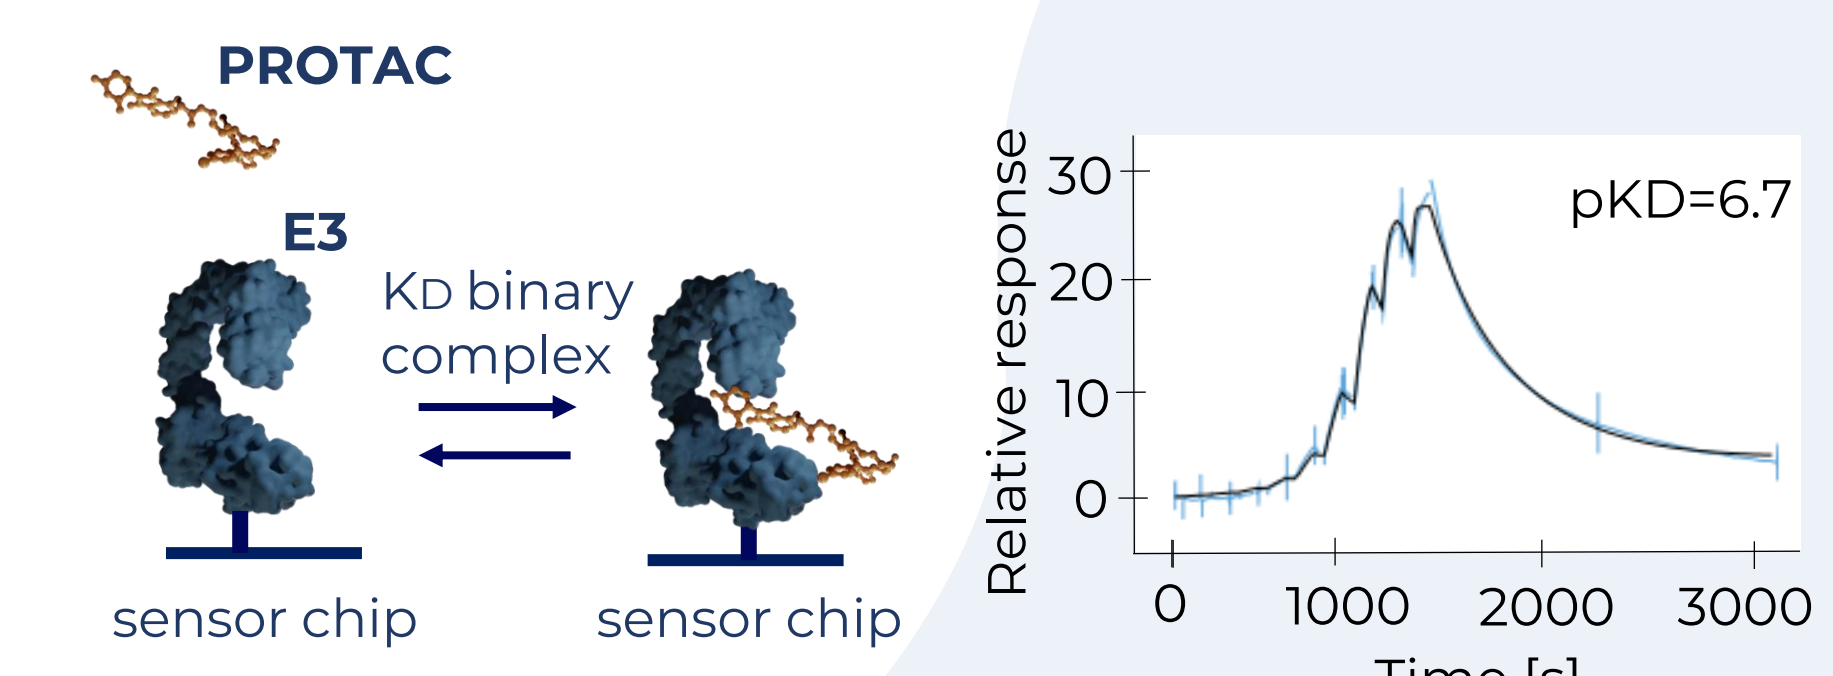 PROTAC
E3
KD binary
complex
sensor chip
sensor chip
Relative response
30
20
10
0
pKD=6.7
0
1000
2000
3000
Time [s]